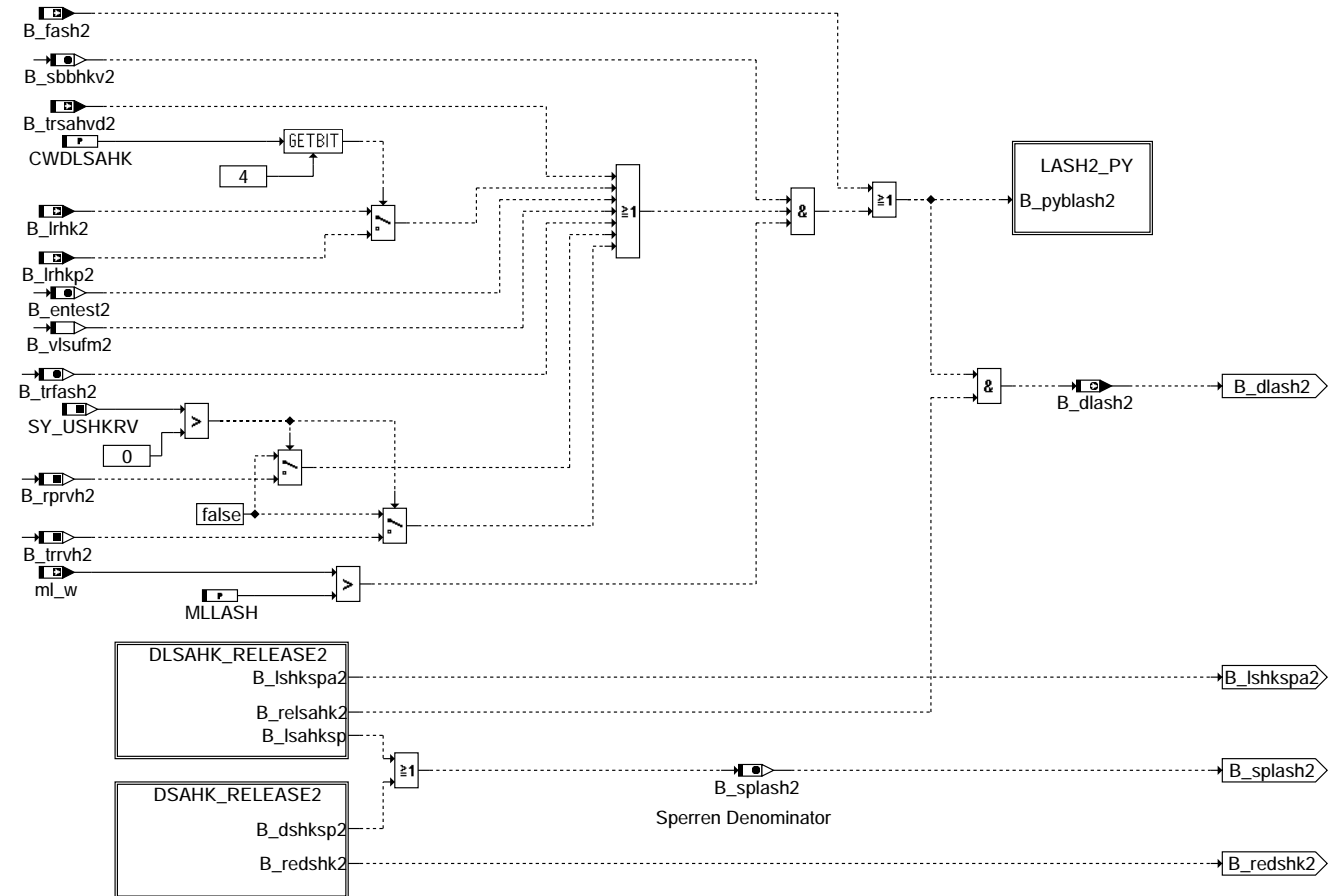 B_fash2
B_sbbhkv2
B_trsahvd2
CWDLSAHK
GETBIT
4
B_lrhk2
B_lrhkp2
B_entest2
B_vlsufm2
B_trfash2
SY_USHKRV
>
0
B_rprvh2
false
B_trrvh2
ml_w
P
MLLASH
>
≥1
&
≥1
LASH2_PY
B_pyblash2
&
B_dlash2
B_dlash2
DLSAHK_RELEASE2
B_lshkspa2
B_relsahk2
B_lsahksp
B_lshkspa2
≥1
B_splash2
Sperren Denominator
B_splash2
DSAHK_RELEASE2
B_dshksp2
B_redshk2
B_redshk2